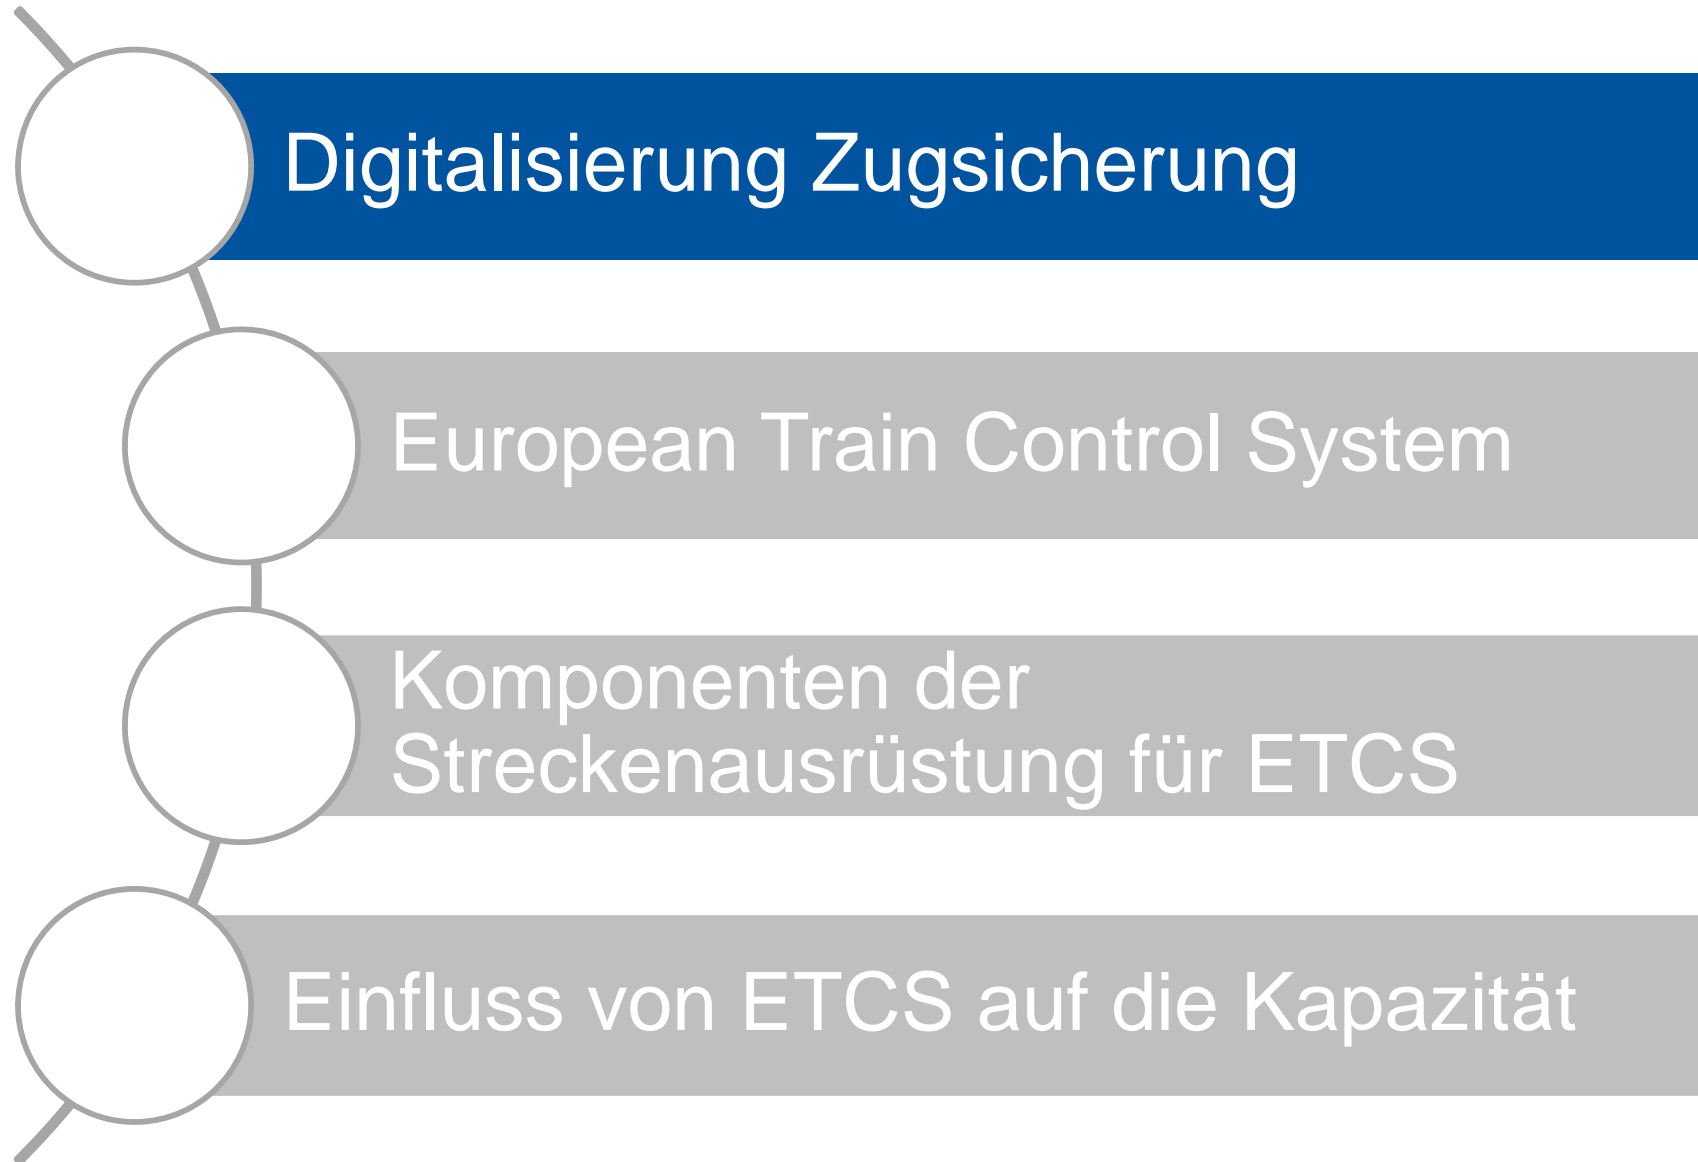 Digitalisierung Zugsicherung
European Train Control System
Komponenten der
Streckenausrüstung für ETCS
Einfluss von ETCS auf die Kapazität